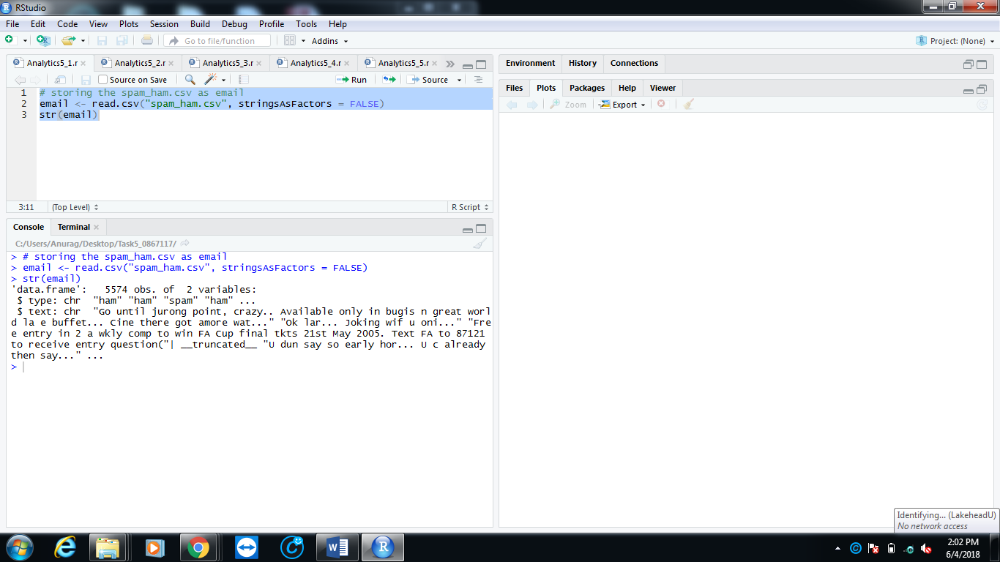 RStudio
File Edit Code View Plots Session Build Debug Profile Tools Help
Go to file/function Addins Project: (None)
Analytics5_1.r Analytics5_2.r Analytics5_3.r Analytics5_4.r Analytics5_5.r
Source on Save Run Source
1 # storing the spam_ham.csv as email
2 email <- read.csv("spam_ham.csv", stringsAsFactors = FALSE)
3 str(email)
3:11 (Top Level) R Script
Console Terminal
C:/Users/Anurag/Desktop/Task5_0867117/
> # storing the spam_ham.csv as email
> email <- read.csv("spam_ham.csv", stringsAsFactors = FALSE)
> str(email)
'data.frame':   5574 obs. of  2 variables:
 $ type: chr  "ham" "ham" "spam" "ham" ...
 $ text: chr  "Go until jurong point, crazy.. Available only in bugis n great worl
d la e buffet... Cine there got amore wat..." "Ok lar... Joking wif u oni..." "Fre
e entry in 2 a wkly comp to win FA Cup final tkts 21st May 2005. Text FA to 87121
to receive entry question("| __truncated__ "U dun say so early hor... U c already
then say..." ...
>
Environment History Connections
Files Plots Packages Help Viewer
Zoom Export
Identifying... (LakeheadU)
No network access
2:02 PM
6/4/2018